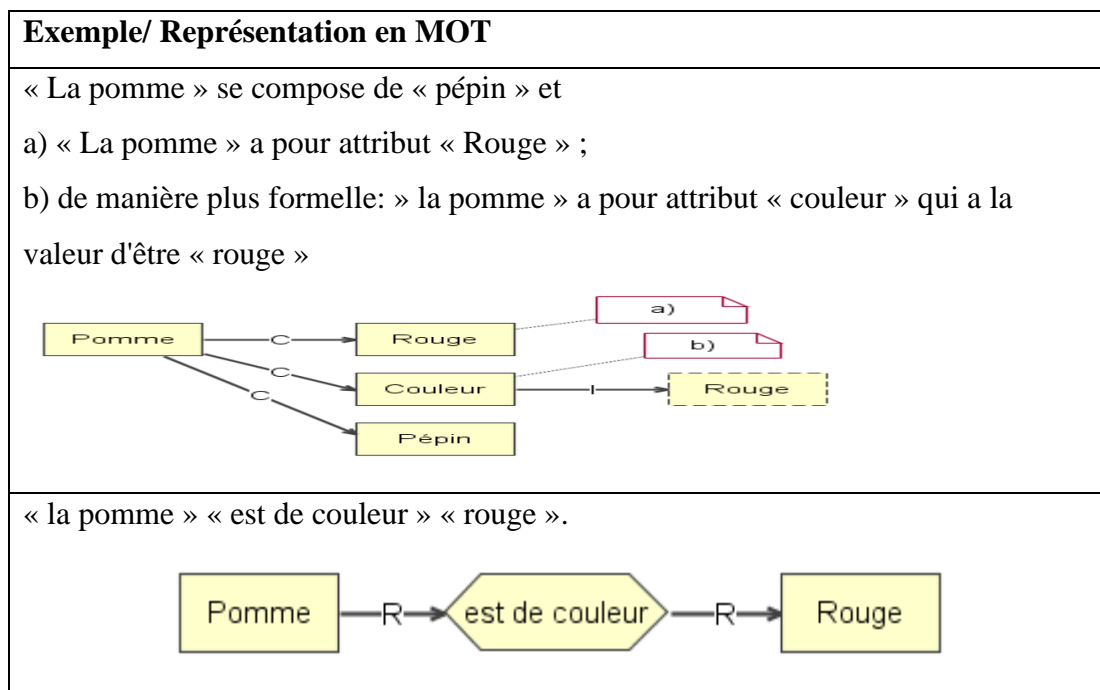 Exemple/ Représentation en MOT
« La pomme » se compose de « pépin » et
a) « La pomme » a pour attribut « Rouge » ;
b) de manière plus formelle: » la pomme » a pour attribut « couleur » qui a la
valeur d'être « rouge »
a)
Pomme C Rouge
b)
C Couleur I Rouge
C
Pépin
« la pomme » « est de couleur » « rouge ».
Pomme R est de couleur R Rouge